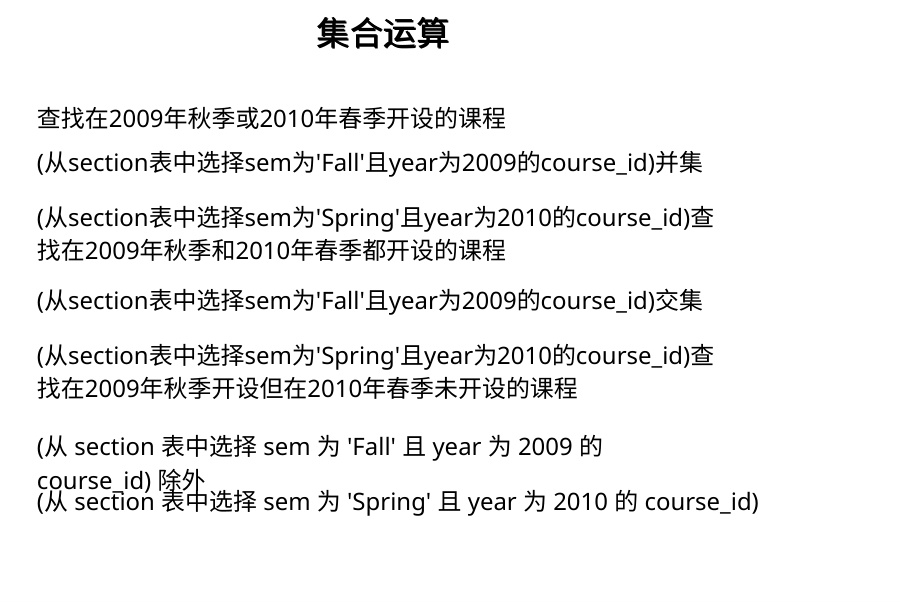 集合运算
查找在2009年秋季或2010年春季开设的课程
(从section表中选择sem为'Fall'且year为2009的course_id)并集
(从section表中选择sem为'Spring'且year为2010的course_id)查
找在2009年秋季和2010年春季都开设的课程
(从section表中选择sem为'Fall'且year为2009的course_id)交集
(从section表中选择sem为'Spring'且year为2010的course_id)查
找在2009年秋季开设但在2010年春季未开设的课程
(从 section 表中选择 sem 为 'Fall' 且 year 为 2009 的
course_id) 除外
(从 section 表中选择 sem 为 'Spring' 且 year 为 2010 的 course_id)